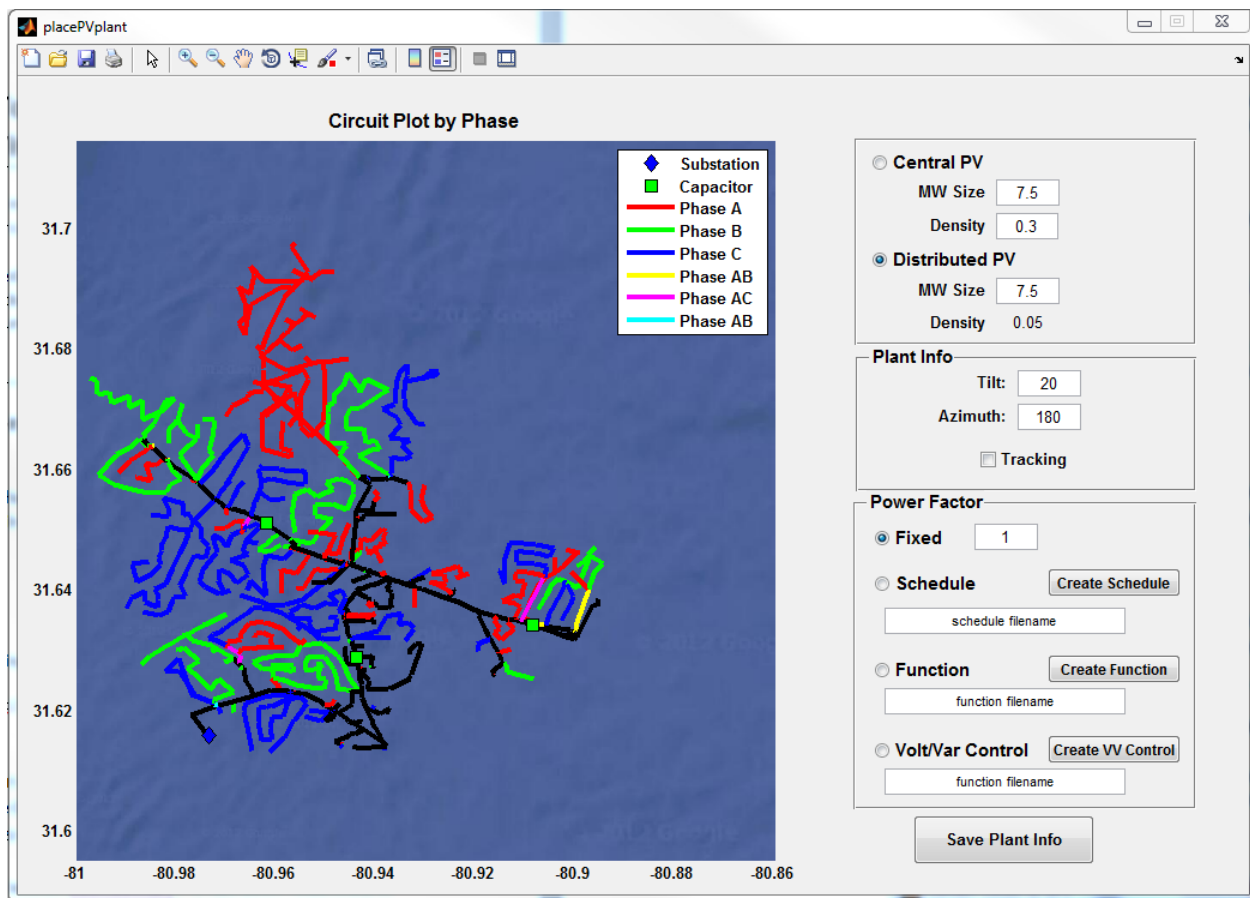 placePVplant
Circuit Plot by Phase
Substation
Capacitor
Phase A
Phase B
Phase C
Phase AB
Phase AC
Phase AB
31.7
31.68
31.66
31.64
31.62
31.6
-81
-80.98
-80.96
-80.94
-80.92
-80.9
-80.88
-80.86
Central PV
MW Size 7.5
Density 0.3
Distributed PV
MW Size 7.5
Density 0.05
Plant Info
Tilt: 20
Azimuth: 180
Tracking
Power Factor
Fixed 1
Schedule Create Schedule
schedule filename
Function Create Function
function filename
Volt/Var Control Create VV Control
function filename
Save Plant Info